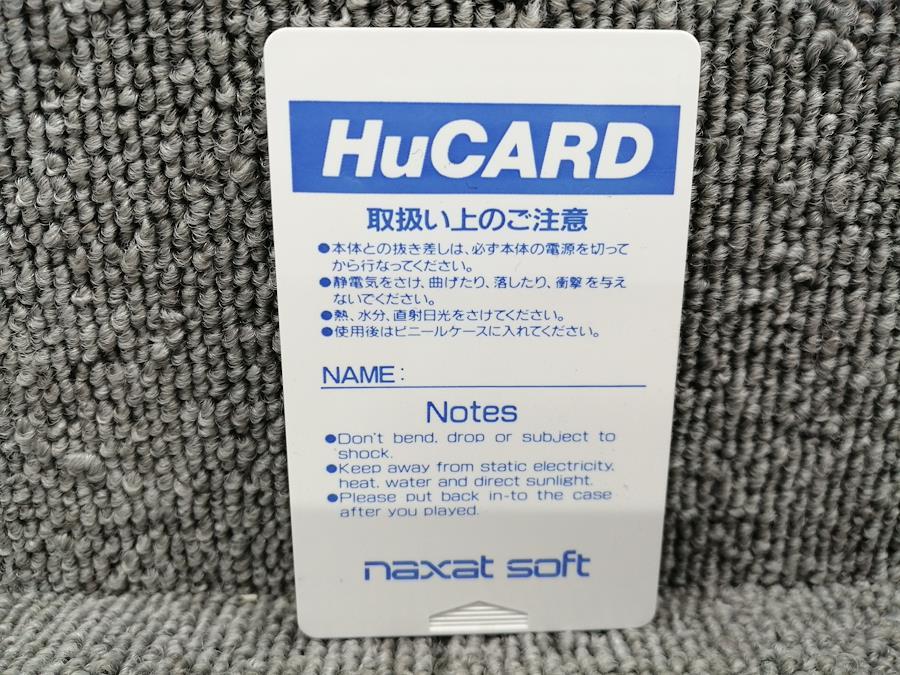 HuCARD
取扱い上のご注意
●本体との抜き差しは、必ず本体の電源を切って
から行なってください。
●静電気をさけ、曲げたり、落したり、衝撃を与え
ないでください。
●熱、水分、直射日光をさけてください。
●使用後はビニールケースに入れてください。
NAME:
Notes
●Don't bend, drop or subject to
shock.
●Keep away from static electricity,
heat, water and direct sunlight.
●Please put back in-to the case
after you played.
naxat soft